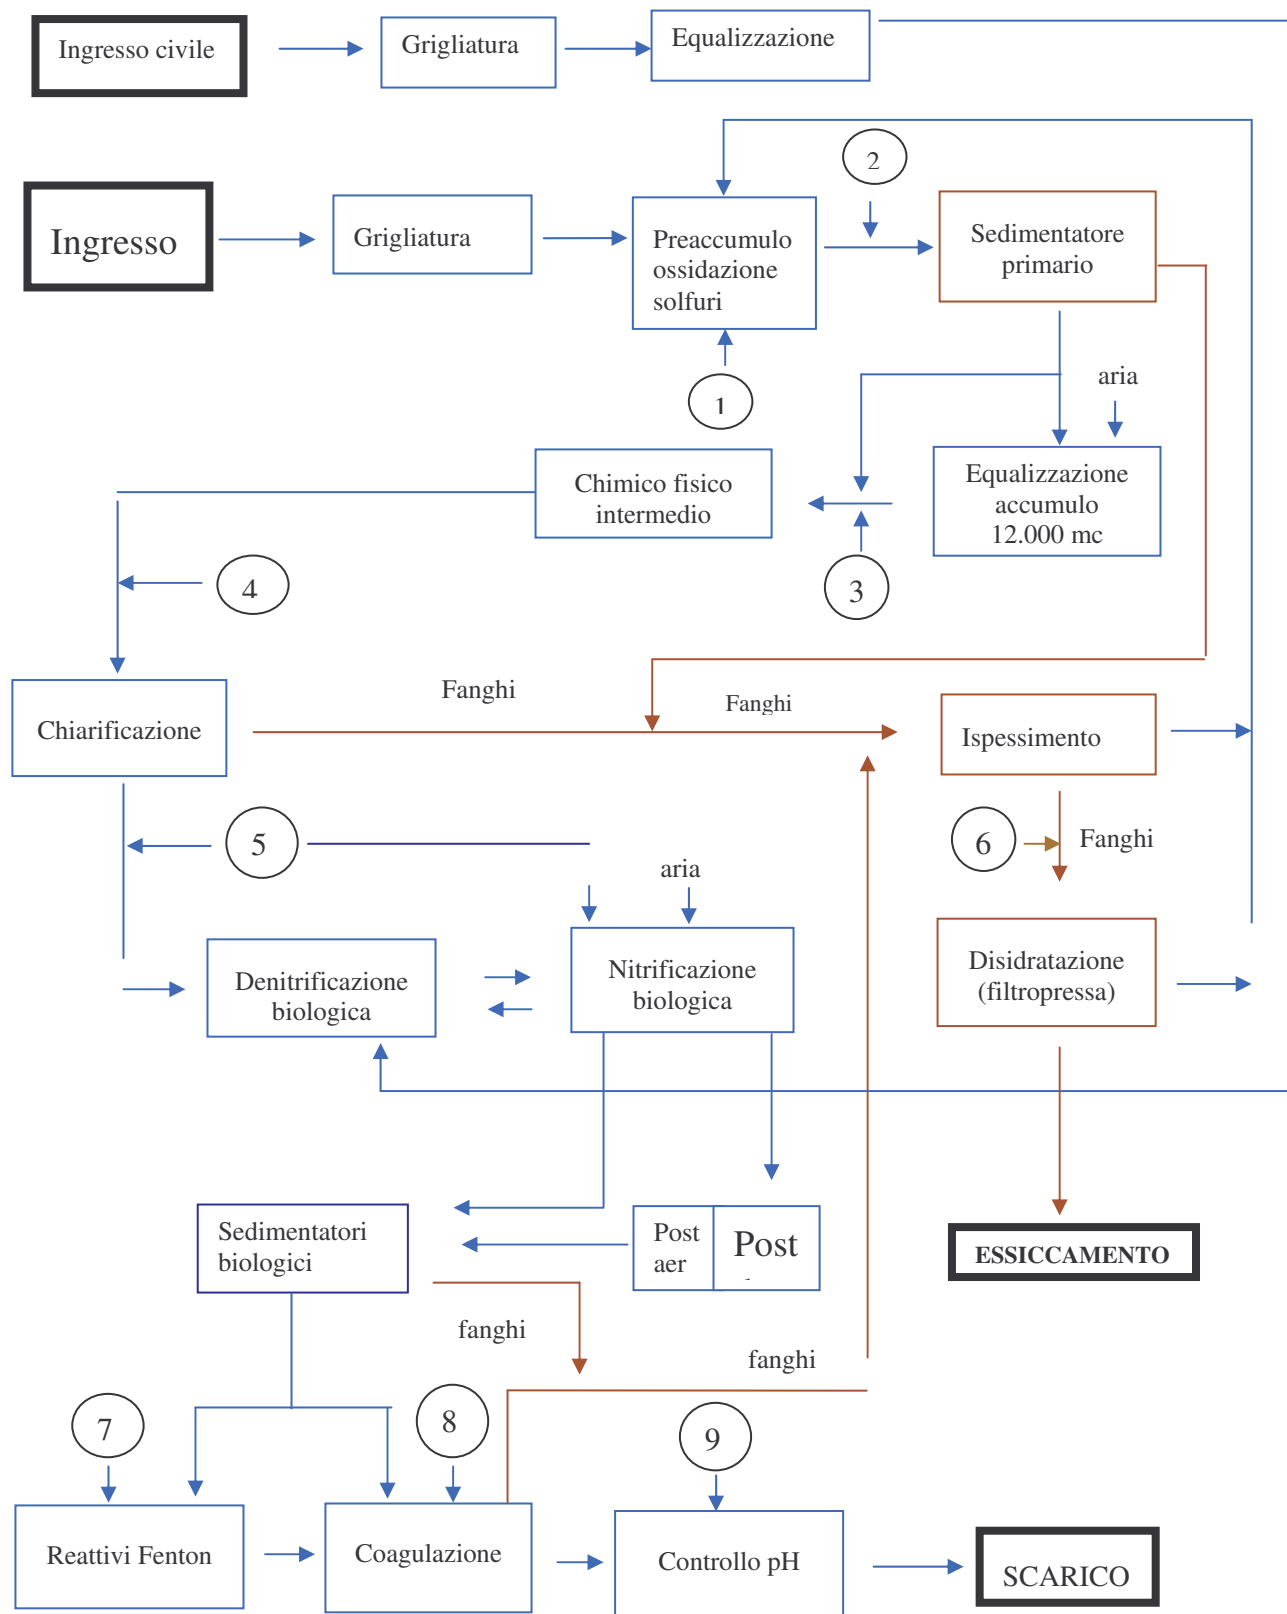 Ingresso civile
Grigliatura
Equalizzazione
2
Ingresso
Grigliatura
Preaccumulo
ossidazione
solfuri
Sedimentatore
primario
1
aria
Chimico fisico
intermedio
Equalizzazione
accumulo
12.000 mc
4
3
Fanghi
Fanghi
Chiarificazione
Ispessimento
5
6
Fanghi
aria
Denitrificazione
biologica
Nitrificazione
biologica
Disidratazione
(filtropressa)
Sedimentatori
biologici
Post
aer
Post
ESSICCAMENTO
fanghi
fanghi
7
8
9
Reattivi Fenton
Coagulazione
Controllo pH
SCARICO